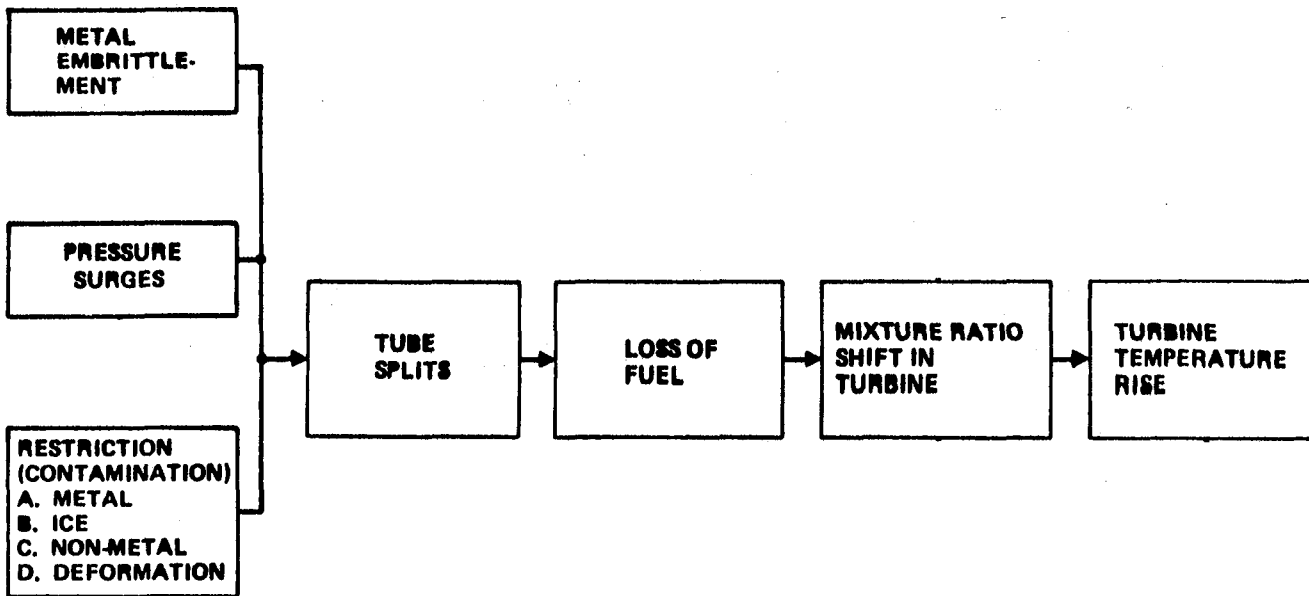 METAL
EMBRITTLE-
MENT
PRESSURE
SURGES
RESTRICTION
(CONTAMINATION)
A. METAL
B. ICE
C. NON-METAL
D. DEFORMATION
TUBE
SPLITS
LOSS OF
FUEL
MIXTURE RATIO
SHIFT IN
TURBINE
TURBINE
TEMPERATURE
RISE